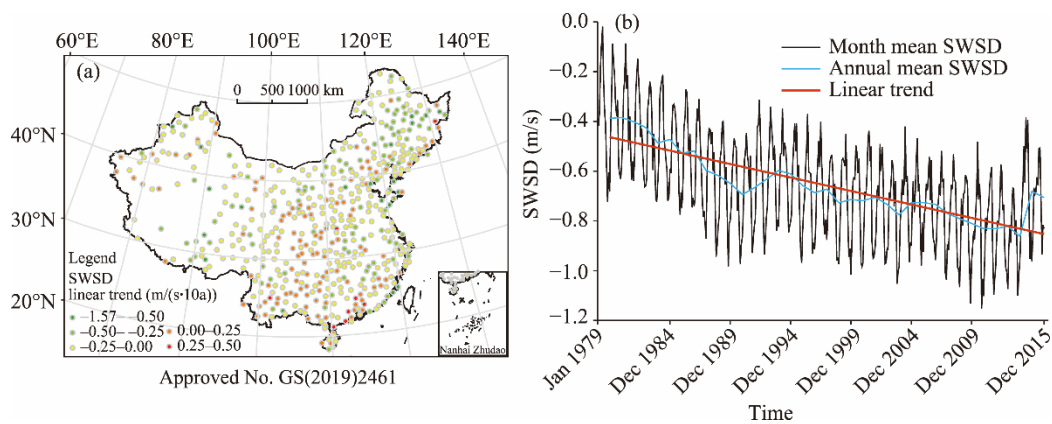 60°E 80°E 100°E 120°E 140°E
(a)
0 500 1000 km
40°N
30°N
20°N
Legend
SWSD
linear trend (m/(s·10a))
−1.57–−0.50
−0.50–−0.25
−0.25–0.00
0.00–0.25
0.25–0.50
Nanhai Zhudao
Approved No. GS(2019)2461
(b)
Month mean SWSD
Annual mean SWSD
Linear trend
SWSD (m/s)
0.0
−0.2
−0.4
−0.6
−0.8
−1.0
−1.2
Jan 1979
Dec 1984
Dec 1989
Dec 1994
Dec 1999
Dec 2004
Dec 2009
Dec 2015
Time